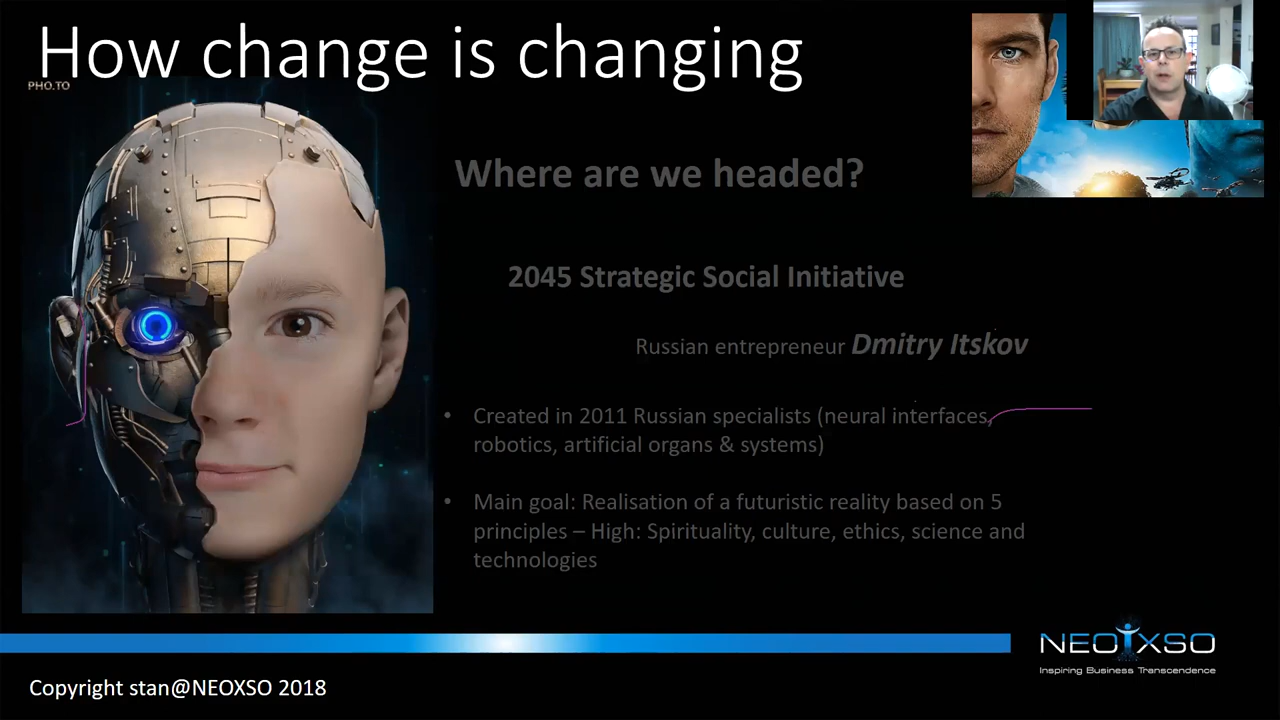 How change is changing
PHO.TO
Where are we headed?
2045 Strategic Social Initiative
Russian entrepreneur Dmitry Itskov
• Created in 2011 Russian specialists (neural interfaces,
robotics, artificial organs & systems)
• Main goal: Realisation of a futuristic reality based on 5
principles – High: Spirituality, culture, ethics, science and
technologies
NEOXSO
Inspiring Business Transcendence
Copyright stan@NEOXSO 2018